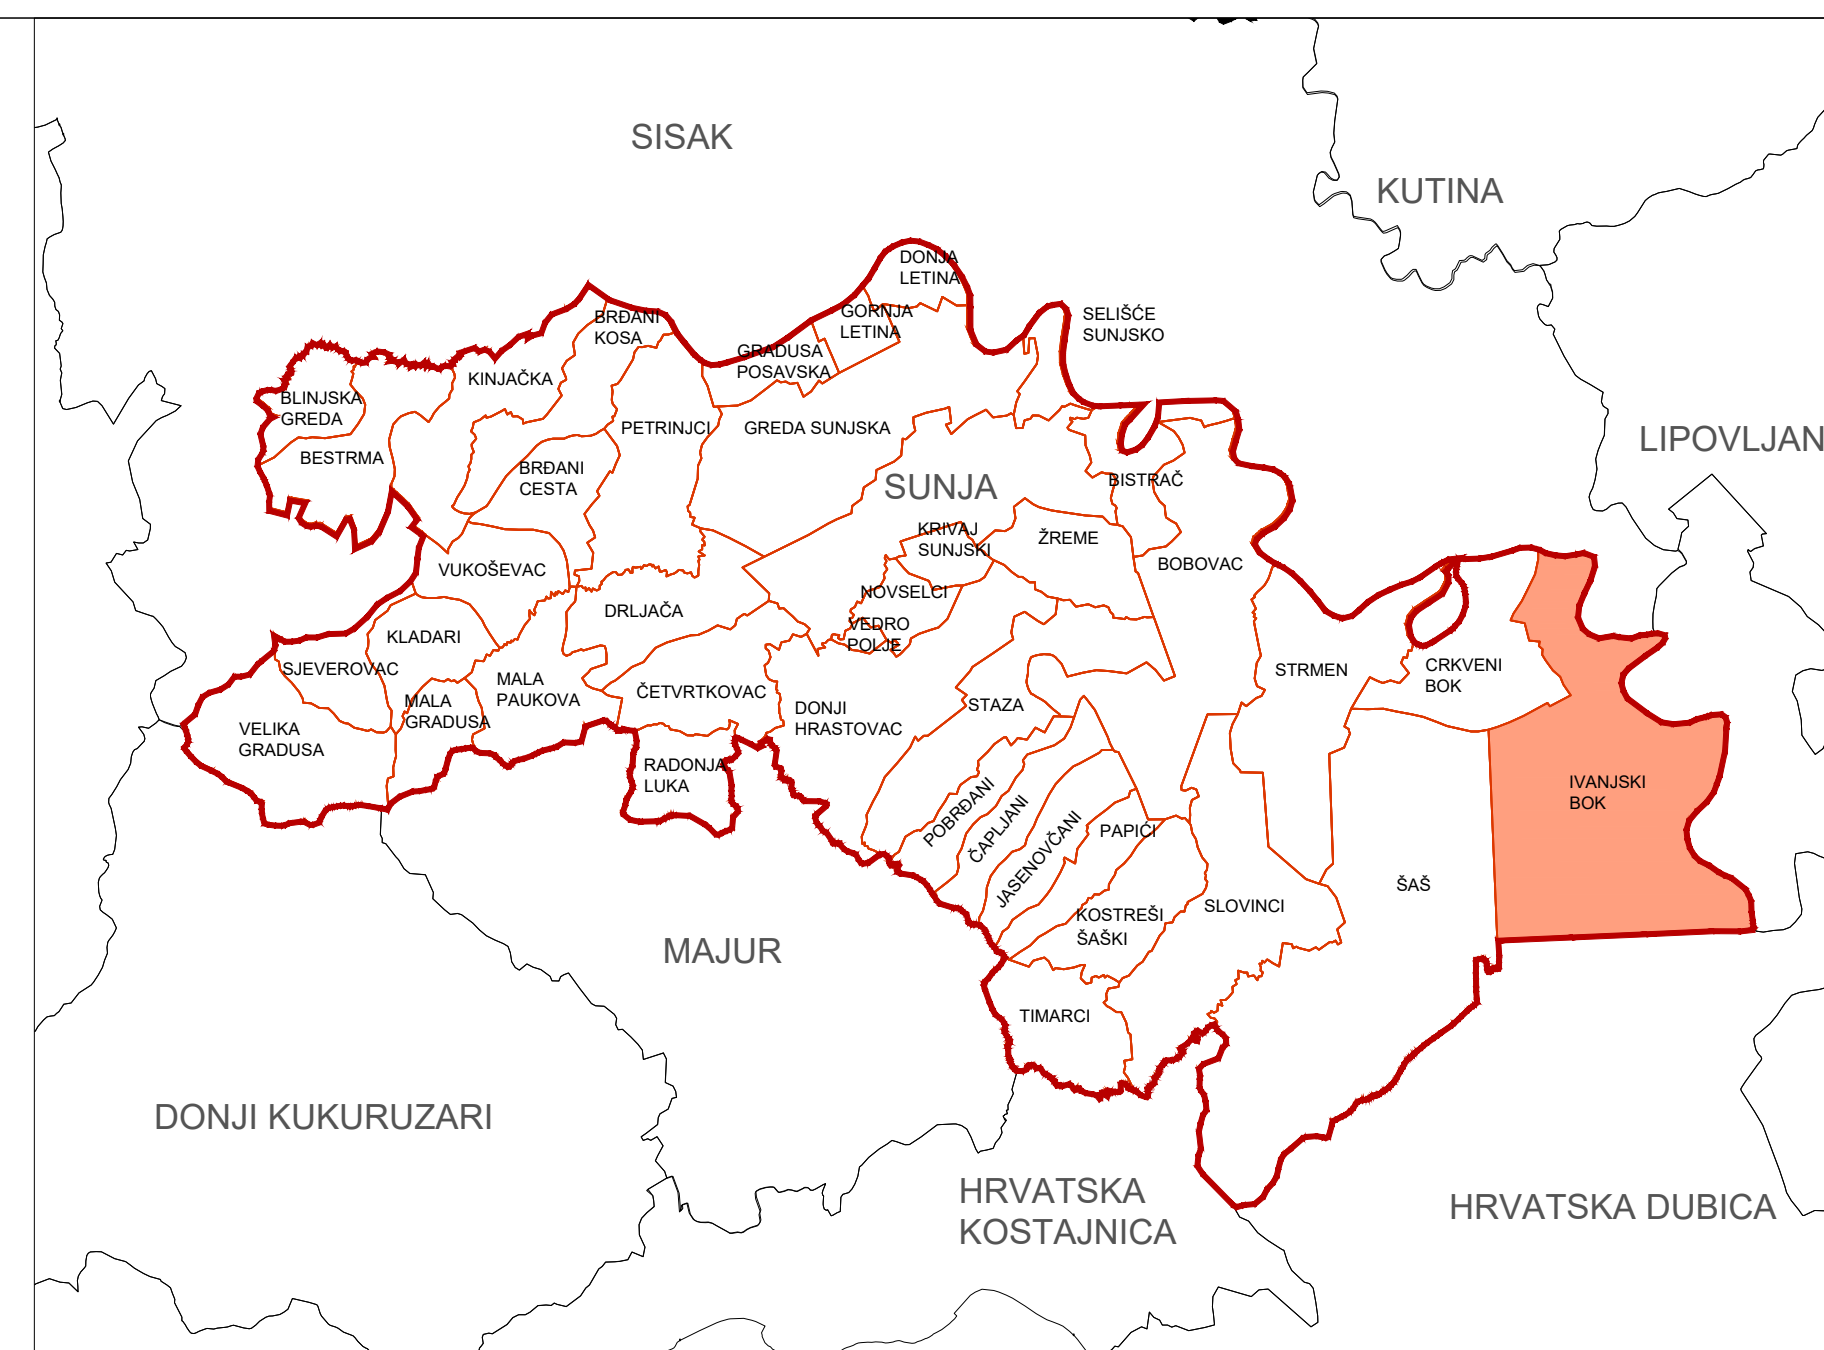 SISAK
KUTINA
DONJA
LETINA
GORNJA
LETINA
SELIŠĆE
SUNJSKO
BRĐANI
KOSA
GRADUSA
POSAVSKA
KINJAČKA
BLINJSKA
GREDA
PETRINJCI
GREDA SUNJSKA
LIPOVLJAN
BESTRMA
BRĐANI
CESTA
SUNJA
BISTRAČ
KRIVAJ
SUNJSKI
ŽREME
BOBOVAC
VUKOŠEVAC
NOVSELCI
DRLJAČA
VEDRO
POLJE
KLADARI
SJEVEROVAC
STRMEN
CRKVENI
BOK
MALA
PAUKOVA
ČETVRTKOVAC
MALA
GRADUSA
DONJI
HRASTOVAC
STAZA
VELIKA
GRADUSA
RADONJA
LUKA
IVANJSKI
BOK
POBRĐANI
ČAPLJANI
JASENOVČANI
PAPIĆI
ŠAŠ
KOSTREŠI
ŠAŠKI
SLOVINCI
MAJUR
TIMARCI
DONJI KUKURUZARI
HRVATSKA
KOSTAJNICA
HRVATSKA DUBICA